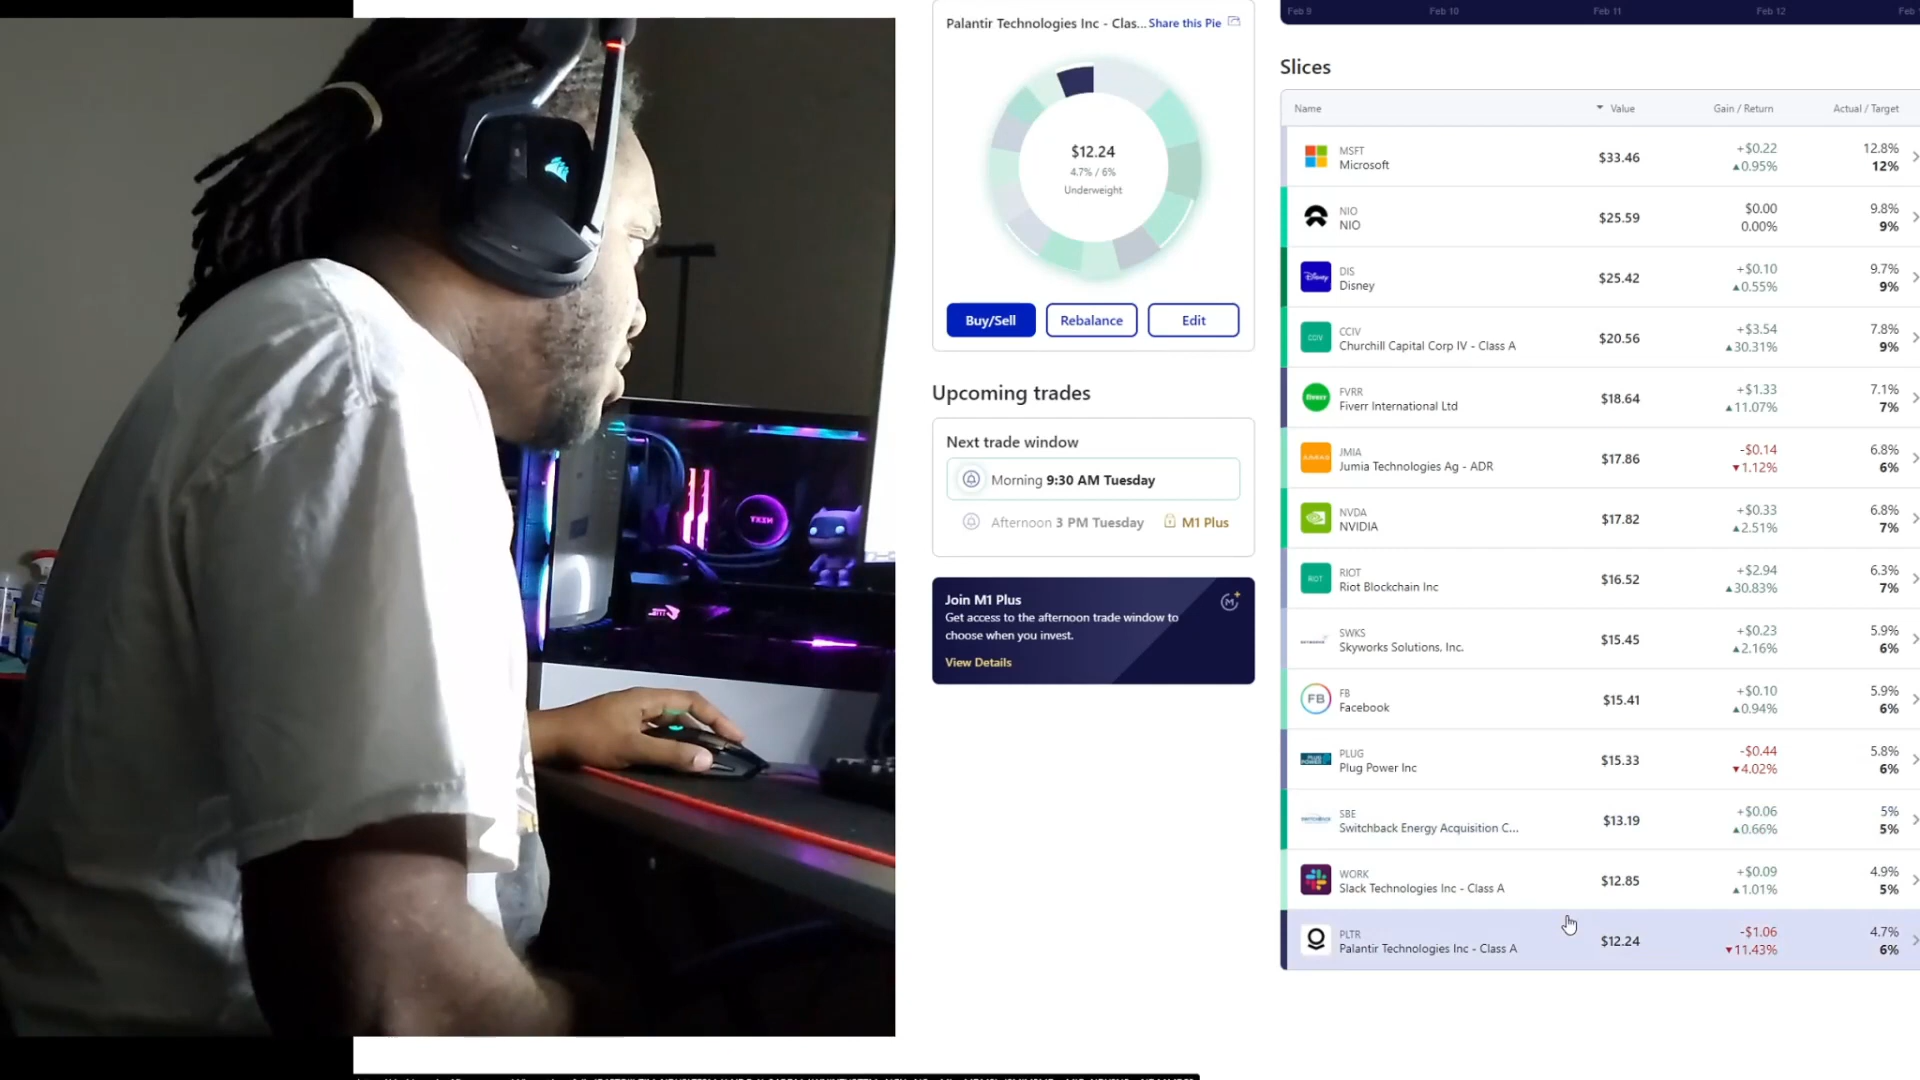 Palantir Technologies Inc - Clas... Share this Pie
$12.24
4.7% / 6%
Underweight
Buy/Sell Rebalance Edit
Upcoming trades
Next trade window
Morning 9:30 AM Tuesday
Afternoon 3 PM Tuesday M1 Plus
Join M1 Plus
Get access to the afternoon trade window to
choose when you invest.
View Details
Feb 9 Feb 10 Feb 11 Feb 12 Feb
Slices
Name Value Gain / Return Actual / Target
MSFT +$0.22 12.8%
Microsoft $33.46 ▲0.95% 12%
NIO $0.00 9.8%
NIO $25.59 0.00% 9%
DIS +$0.10 9.7%
Disney $25.42 ▲0.55% 9%
CCIV +$3.54 7.8%
Churchill Capital Corp IV - Class A $20.56 ▲30.31% 9%
FVRR +$1.33 7.1%
Fiverr International Ltd $18.64 ▲11.07% 7%
JMIA -$0.14 6.8%
Jumia Technologies Ag - ADR $17.86 ▼1.12% 6%
NVDA +$0.33 6.8%
NVIDIA $17.82 ▲2.51% 7%
RIOT +$2.94 6.3%
Riot Blockchain Inc $16.52 ▲30.83% 7%
SWKS +$0.23 5.9%
Skyworks Solutions, Inc. $15.45 ▲2.16% 6%
FB +$0.10 5.9%
Facebook $15.41 ▲0.94% 6%
PLUG -$0.44 5.8%
Plug Power Inc $15.33 ▼4.02% 6%
SBE +$0.06 5%
Switchback Energy Acquisition C... $13.19 ▲0.66% 5%
WORK +$0.09 4.9%
Slack Technologies Inc - Class A $12.85 ▲1.01% 5%
PLTR -$1.06 4.7%
Palantir Technologies Inc - Class A $12.24 ▼11.43% 6%
Disney
CCIV
fiverr
RIOT
FB
NZXT